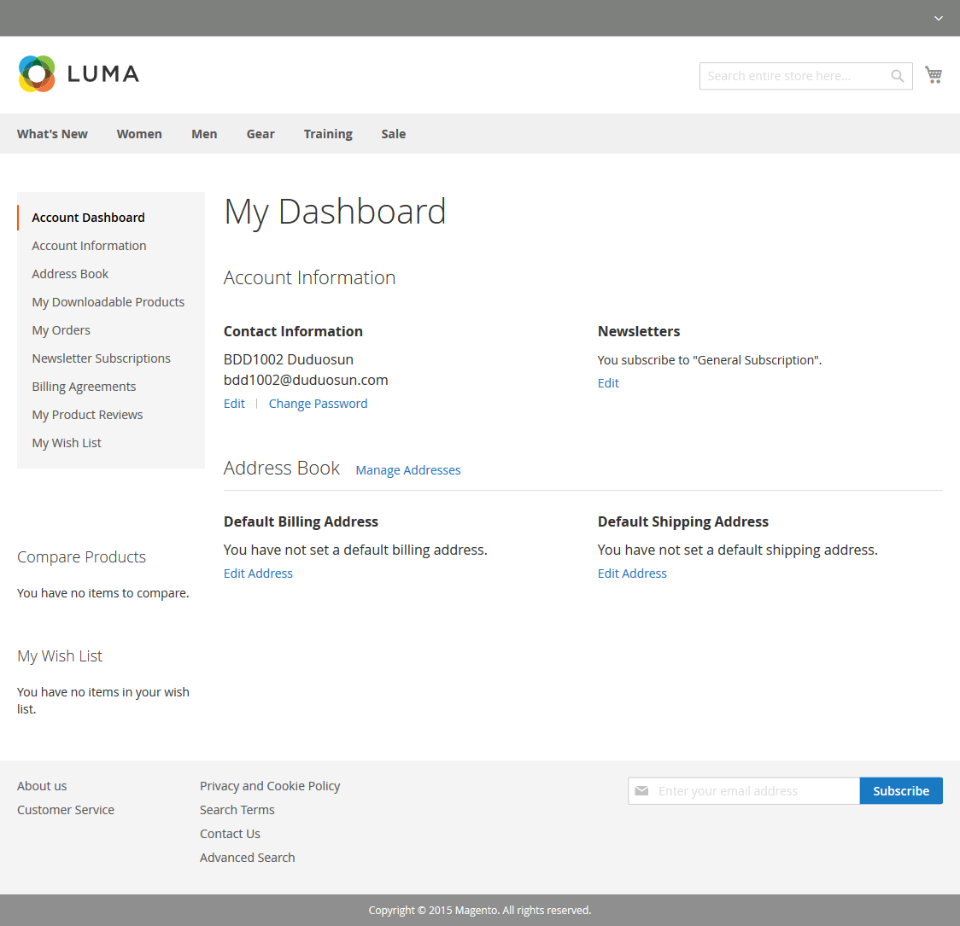 LUMA
Search entire store here...
What's New Women Men Gear Training Sale
Account Dashboard
Account Information
Address Book
My Downloadable Products
My Orders
Newsletter Subscriptions
Billing Agreements
My Product Reviews
My Wish List
Compare Products
You have no items to compare.
My Wish List
You have no items in your wish
list.
My Dashboard
Account Information
Contact Information
BDD1002 Duduosun
bdd1002@duduosun.com
Edit | Change Password
Newsletters
You subscribe to "General Subscription".
Edit
Address Book Manage Addresses
Default Billing Address
You have not set a default billing address.
Edit Address
Default Shipping Address
You have not set a default shipping address.
Edit Address
About us
Customer Service
Privacy and Cookie Policy
Search Terms
Contact Us
Advanced Search
Enter your email address
Subscribe
Copyright © 2015 Magento. All rights reserved.